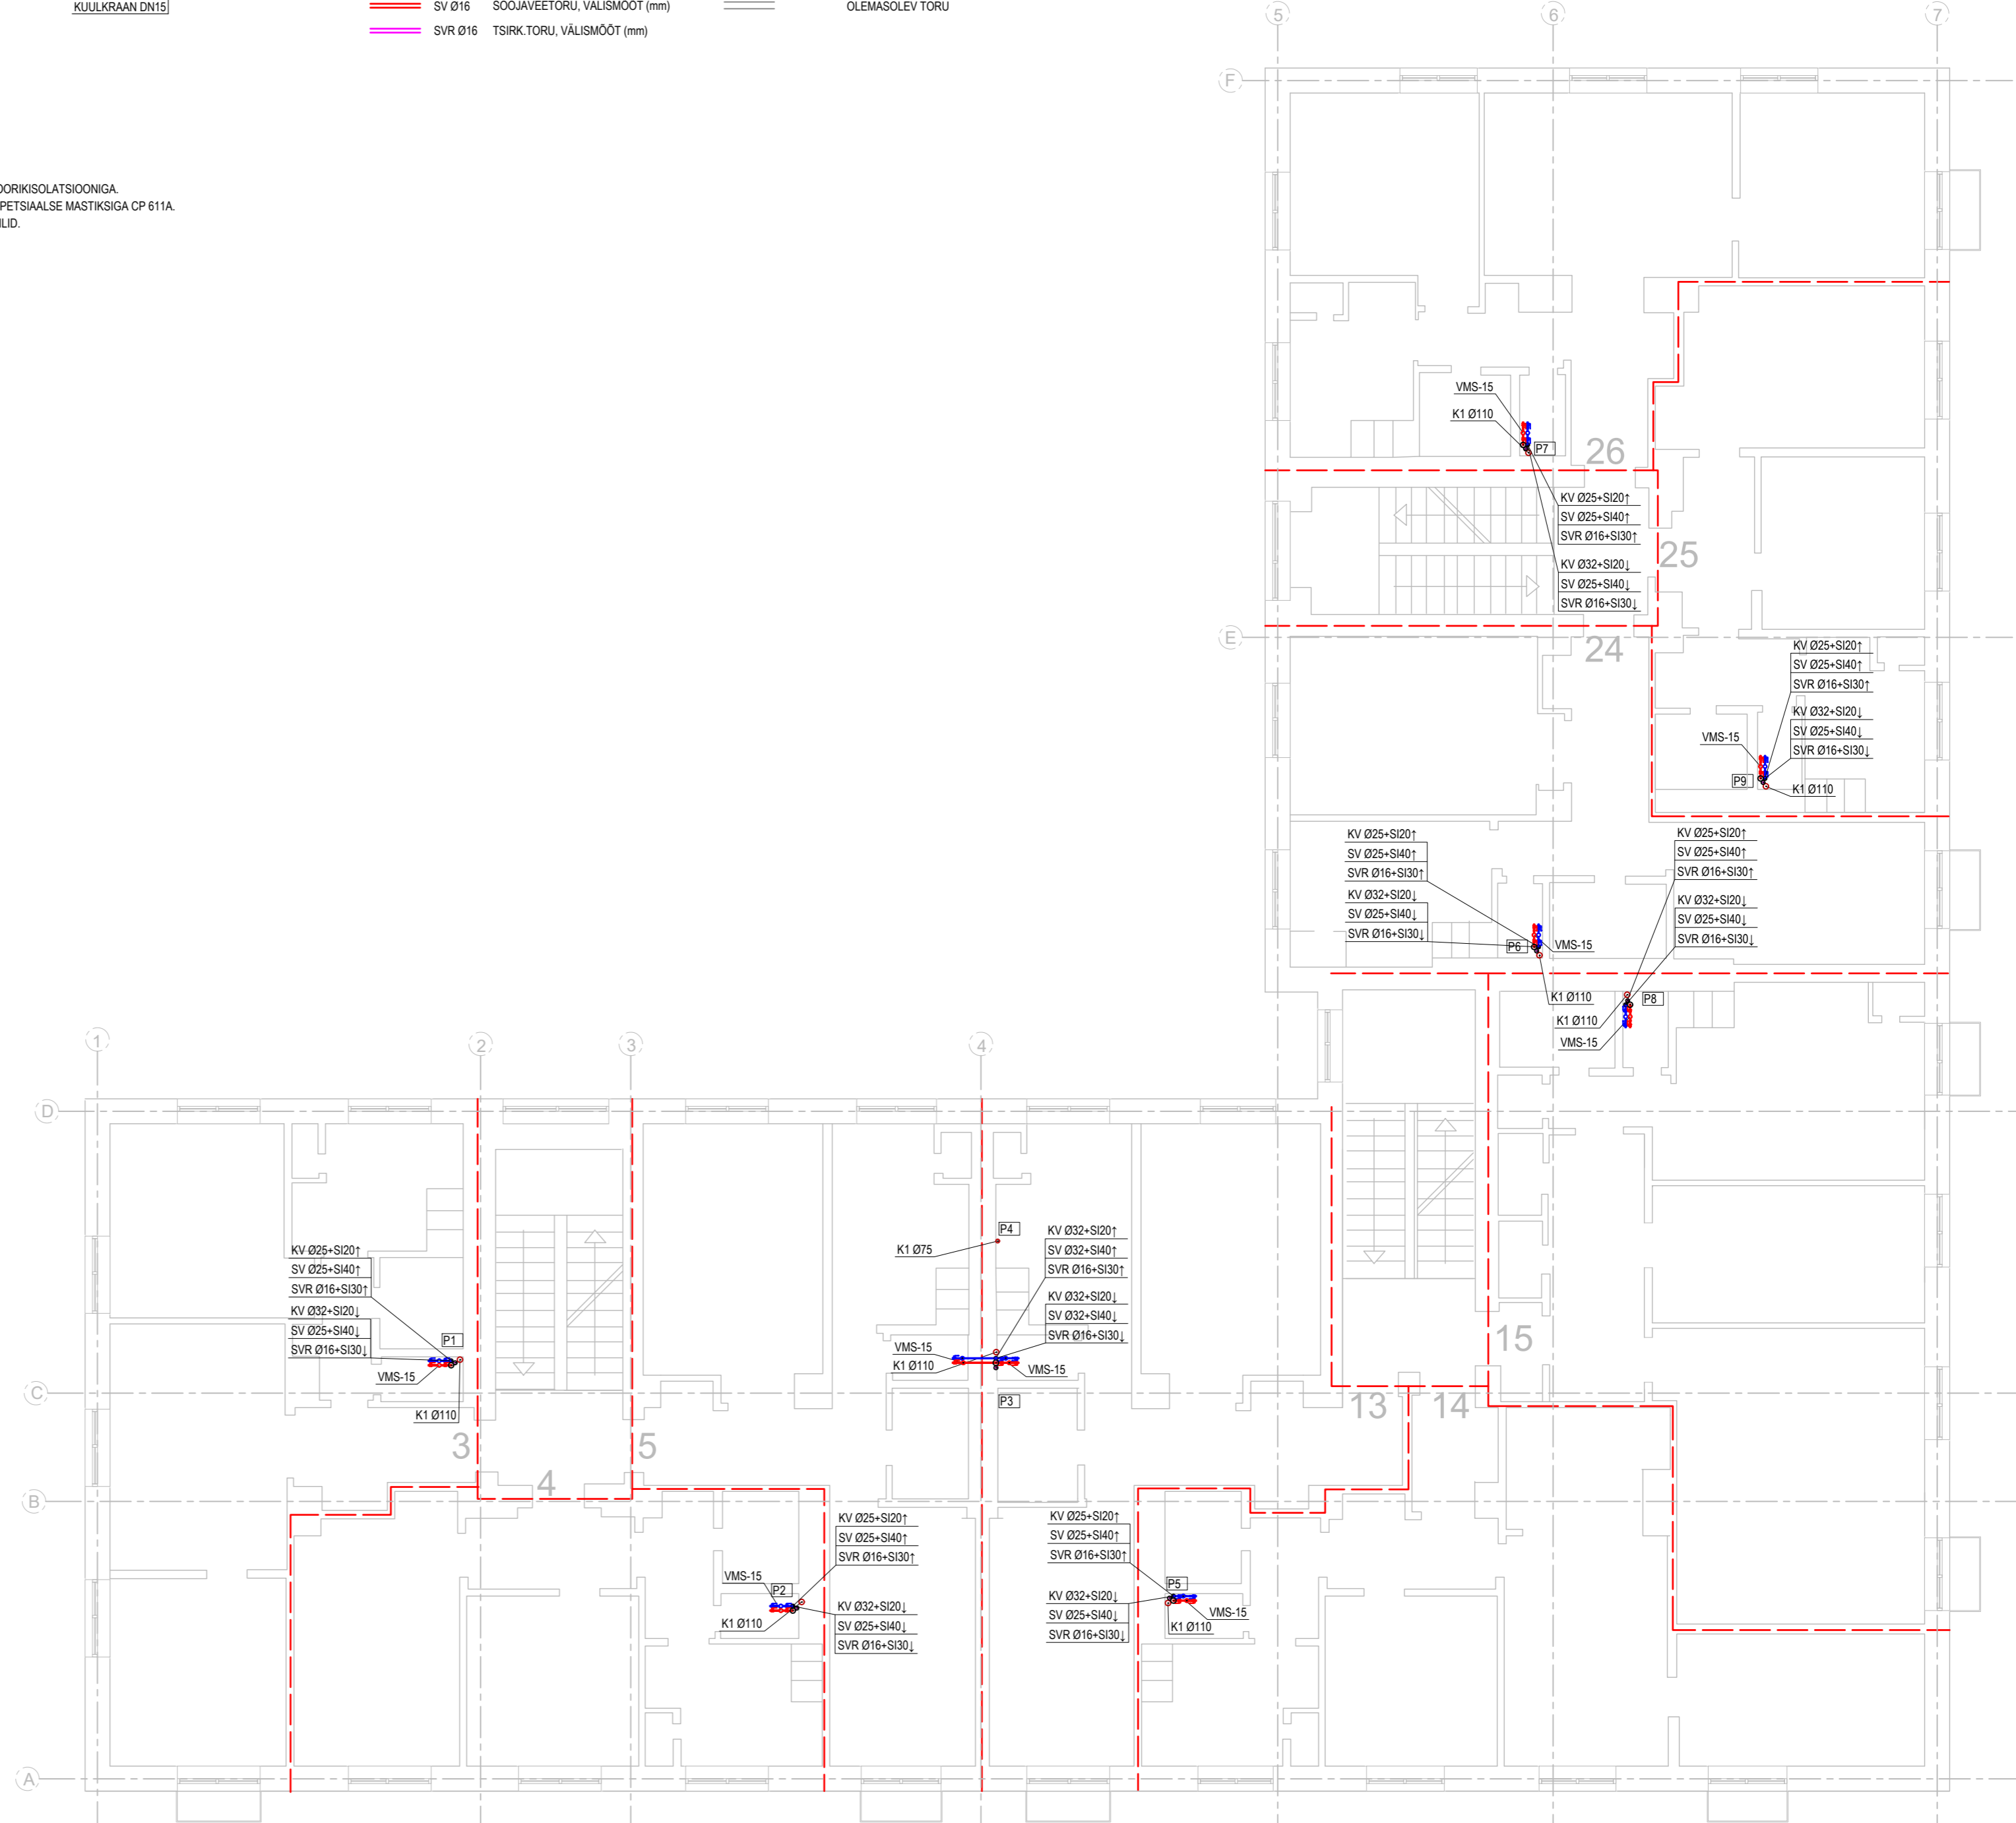 KUULKRAAN DN15
SV Ø16 SOOJAVEETORU, VÄLISMÕÕT (mm)
OLEMASOLEV TORU
SVR Ø16 TSIRK.TORU, VÄLISMÕÕT (mm)
OORIKISOLATSIOONIGA.
PETSIAALSE MASTIKSIGA CP 611A.
ILID.
5
6
7
F
VMS-15
K1 Ø110
P7
26
KV Ø25+SI20↑
SV Ø25+SI40↑
SVR Ø16+SI30↑
25
KV Ø32+SI20↓
SV Ø25+SI40↓
SVR Ø16+SI30↓
E
24
KV Ø25+SI20↑
SV Ø25+SI40↑
SVR Ø16+SI30↑
KV Ø32+SI20↓
SV Ø25+SI40↓
SVR Ø16+SI30↓
VMS-15
P9
K1 Ø110
KV Ø25+SI20↑
SV Ø25+SI40↑
SVR Ø16+SI30↑
KV Ø32+SI20↓
SV Ø25+SI40↓
SVR Ø16+SI30↓
P6
VMS-15
K1 Ø110
KV Ø25+SI20↑
SV Ø25+SI40↑
SVR Ø16+SI30↑
KV Ø32+SI20↓
SV Ø25+SI40↓
SVR Ø16+SI30↓
P8
K1 Ø110
VMS-15
1
2
3
4
D
KV Ø25+SI20↑
SV Ø25+SI40↑
SVR Ø16+SI30↑
KV Ø32+SI20↓
SV Ø25+SI40↓
SVR Ø16+SI30↓
P1
VMS-15
K1 Ø110
P4
K1 Ø75
KV Ø32+SI20↑
SV Ø32+SI40↑
SVR Ø16+SI30↑
KV Ø32+SI20↓
SV Ø32+SI40↓
SVR Ø16+SI30↓
VMS-15
K1 Ø110
VMS-15
P3
C
15
13
14
3
4
5
B
KV Ø25+SI20↑
SV Ø25+SI40↑
SVR Ø16+SI30↑
VMS-15
P2
K1 Ø110
KV Ø32+SI20↓
SV Ø25+SI40↓
SVR Ø16+SI30↓
KV Ø25+SI20↑
SV Ø25+SI40↑
SVR Ø16+SI30↑
P5
KV Ø32+SI20↓
SV Ø25+SI40↓
SVR Ø16+SI30↓
VMS-15
K1 Ø110
A